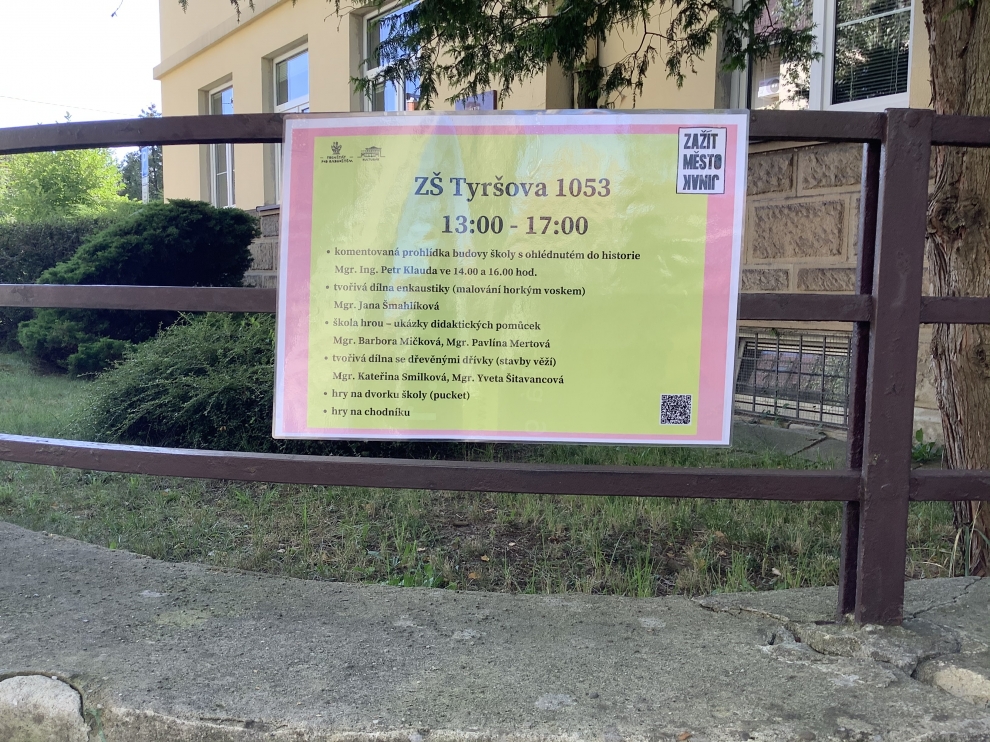 ZAŽÍT
MĚSTO
JINAK
ZŠ Tyršova 1053
13:00 - 17:00
• komentovaná prohlídka budovy školy s ohlédnutém do historie
Mgr. Ing. Petr Klauda ve 14.00 a 16.00 hod.
• tvořivá dílna enkaustiky (malování horkým voskem)
Mgr. Jana Šmahlíková
• škola hrou – ukázky didaktických pomůcek
Mgr. Barbora Mičková, Mgr. Pavlína Mertová
• tvořivá dílna se dřevěnými dřívky (stavby věží)
Mgr. Kateřina Smilková, Mgr. Yveta Šitavancová
• hry na dvorku školy (pucket)
• hry na chodníku